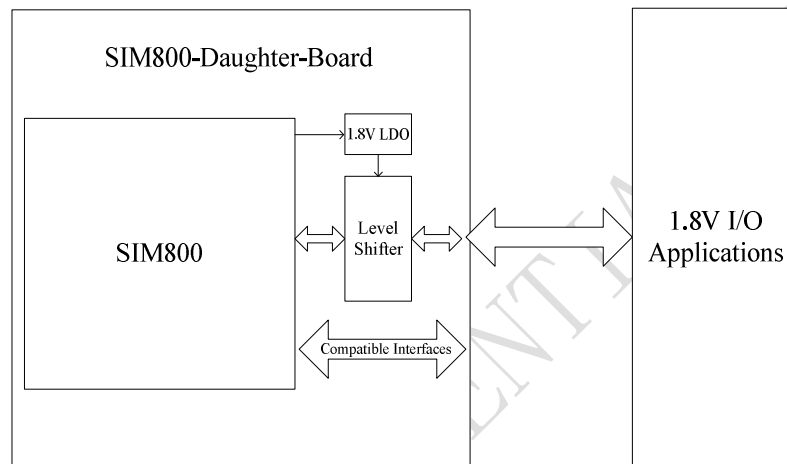 SIM800-Daughter-Board
1.8V LDO
SIM800
Level
Shifter
Compatible Interfaces
1.8V I/O
Applications